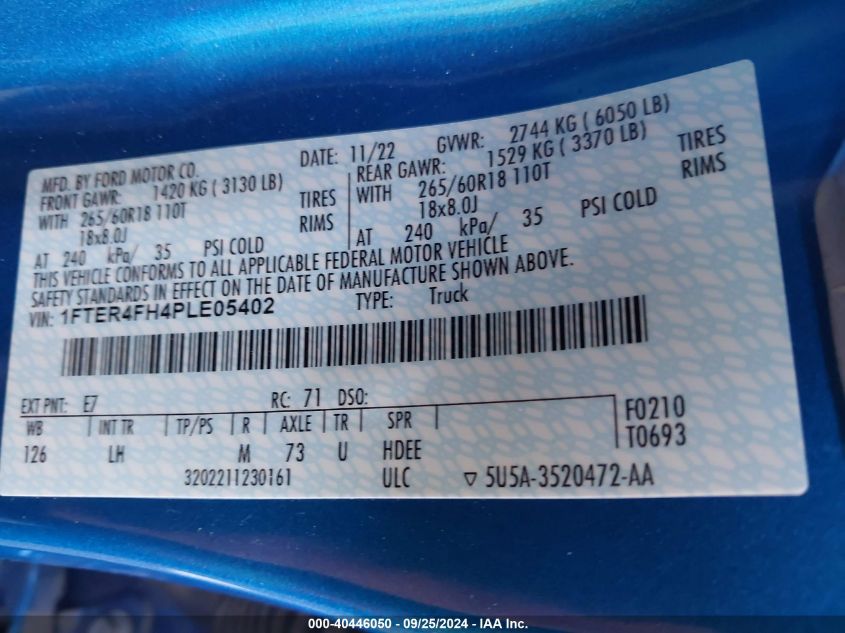 MFD. BY FORD MOTOR CO. DATE: 11/22 GVWR: 2744 KG ( 6050 LB)
FRONT GAWR: 1420 KG ( 3130 LB) REAR GAWR: 1529 KG ( 3370 LB)
WITH 265/60R18 110T TIRES WITH 265/60R18 110T TIRES
18x8.0J RIMS 18x8.0J RIMS
AT 240 kPa/ 35 PSI COLD AT 240 kPa/ 35 PSI COLD
THIS VEHICLE CONFORMS TO ALL APPLICABLE FEDERAL MOTOR VEHICLE
SAFETY STANDARDS IN EFFECT ON THE DATE OF MANUFACTURE SHOWN ABOVE.
VIN: 1FTER4FH4PLE05402 TYPE: Truck
EXT PNT: E7 RC: 71 DSO:
WB INT TR TP/PS R AXLE TR SPR F0210
126 LH M 73 U HDEE T0693
3202211230161 ULC ▽ 5U5A-3520472-AA
000-40446050 - 09/25/2024 - IAA Inc.